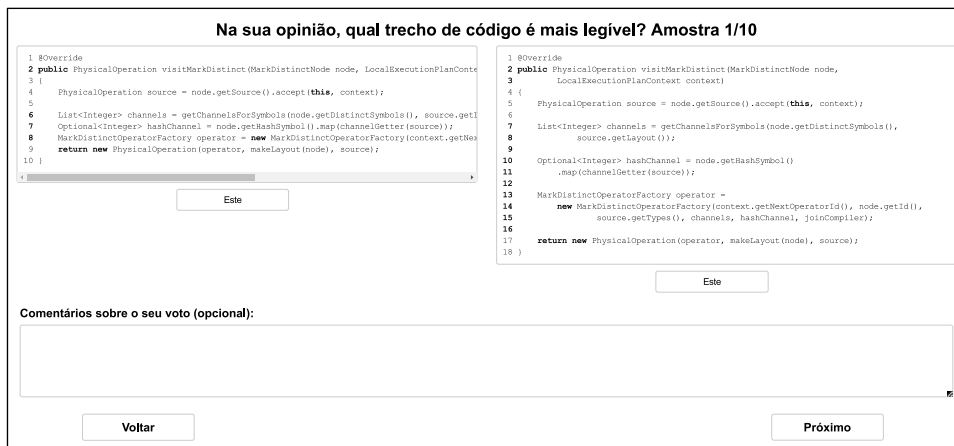 Na sua opinião, qual trecho de código é mais legível? Amostra 1/10
1 @Override
2 public PhysicalOperation visitMarkDistinct(MarkDistinctNode node, LocalExecutionPlanConte
3 {
4 PhysicalOperation source = node.getSource().accept(this, context);
5
6 List<Integer> channels = getChannelsForSymbols(node.getDistinctSymbols(), source.getI
7 Optional<Integer> hashChannel = node.getHashSymbol().map(channelGetter(source));
8 MarkDistinctOperatorFactory operator = new MarkDistinctOperatorFactory(context.getNex
9 return new PhysicalOperation(operator, makeLayout(node), source);
10 }
Este
1 @Override
2 public PhysicalOperation visitMarkDistinct(MarkDistinctNode node,
3 LocalExecutionPlanContext context)
4 {
5 PhysicalOperation source = node.getSource().accept(this, context);
6
7 List<Integer> channels = getChannelsForSymbols(node.getDistinctSymbols(),
8 source.getLayout());
9
10 Optional<Integer> hashChannel = node.getHashSymbol()
11 .map(channelGetter(source));
12
13 MarkDistinctOperatorFactory operator =
14 new MarkDistinctOperatorFactory(context.getNextOperatorId(), node.getId(),
15 source.getTypes(), channels, hashChannel, joinCompiler);
16
17 return new PhysicalOperation(operator, makeLayout(node), source);
18 }
Este
Comentários sobre o seu voto (opcional):
Voltar
Próximo